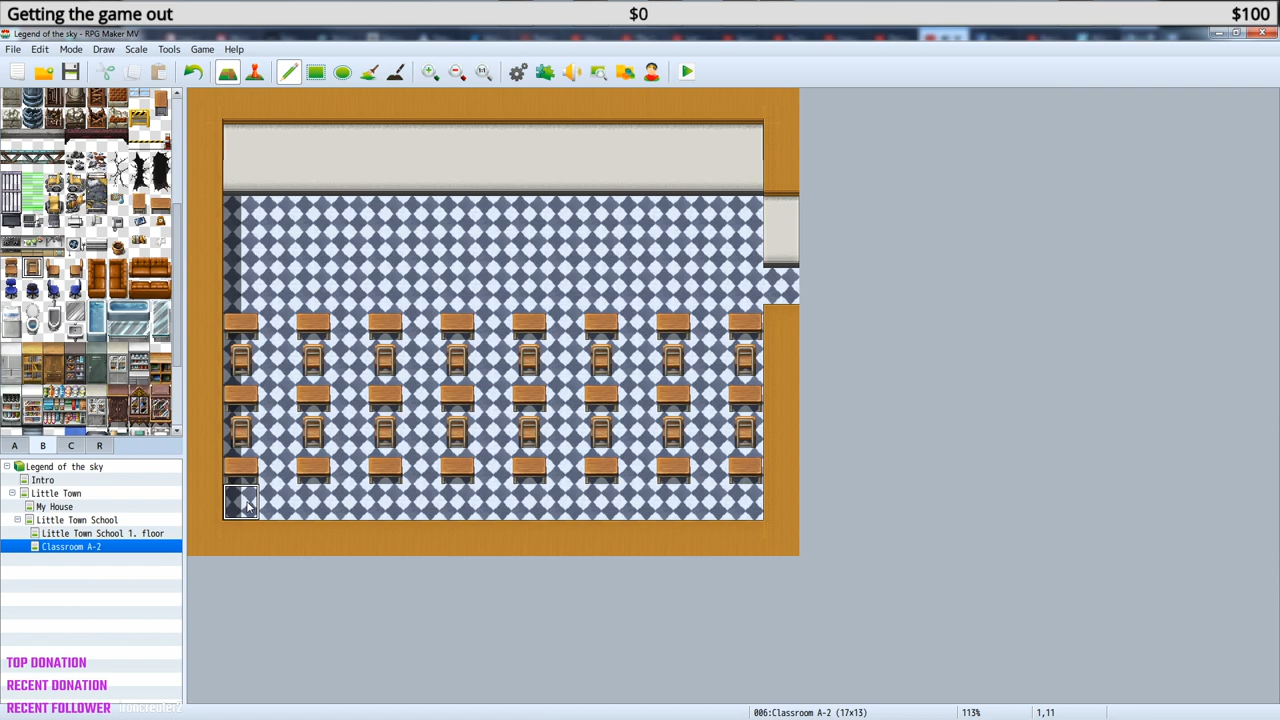 Getting the game out $0 $100
Legend of the sky - RPG Maker MV
File Edit Mode Draw Scale Tools Game Help
A B C R
Legend of the sky
Intro
Little Town
My House
Little Town School
Little Town School 1. floor
Classroom A-2
TOP DONATION
RECENT DONATION
RECENT FOLLOWER
006:Classroom A-2 (17x13) 113% 1,11